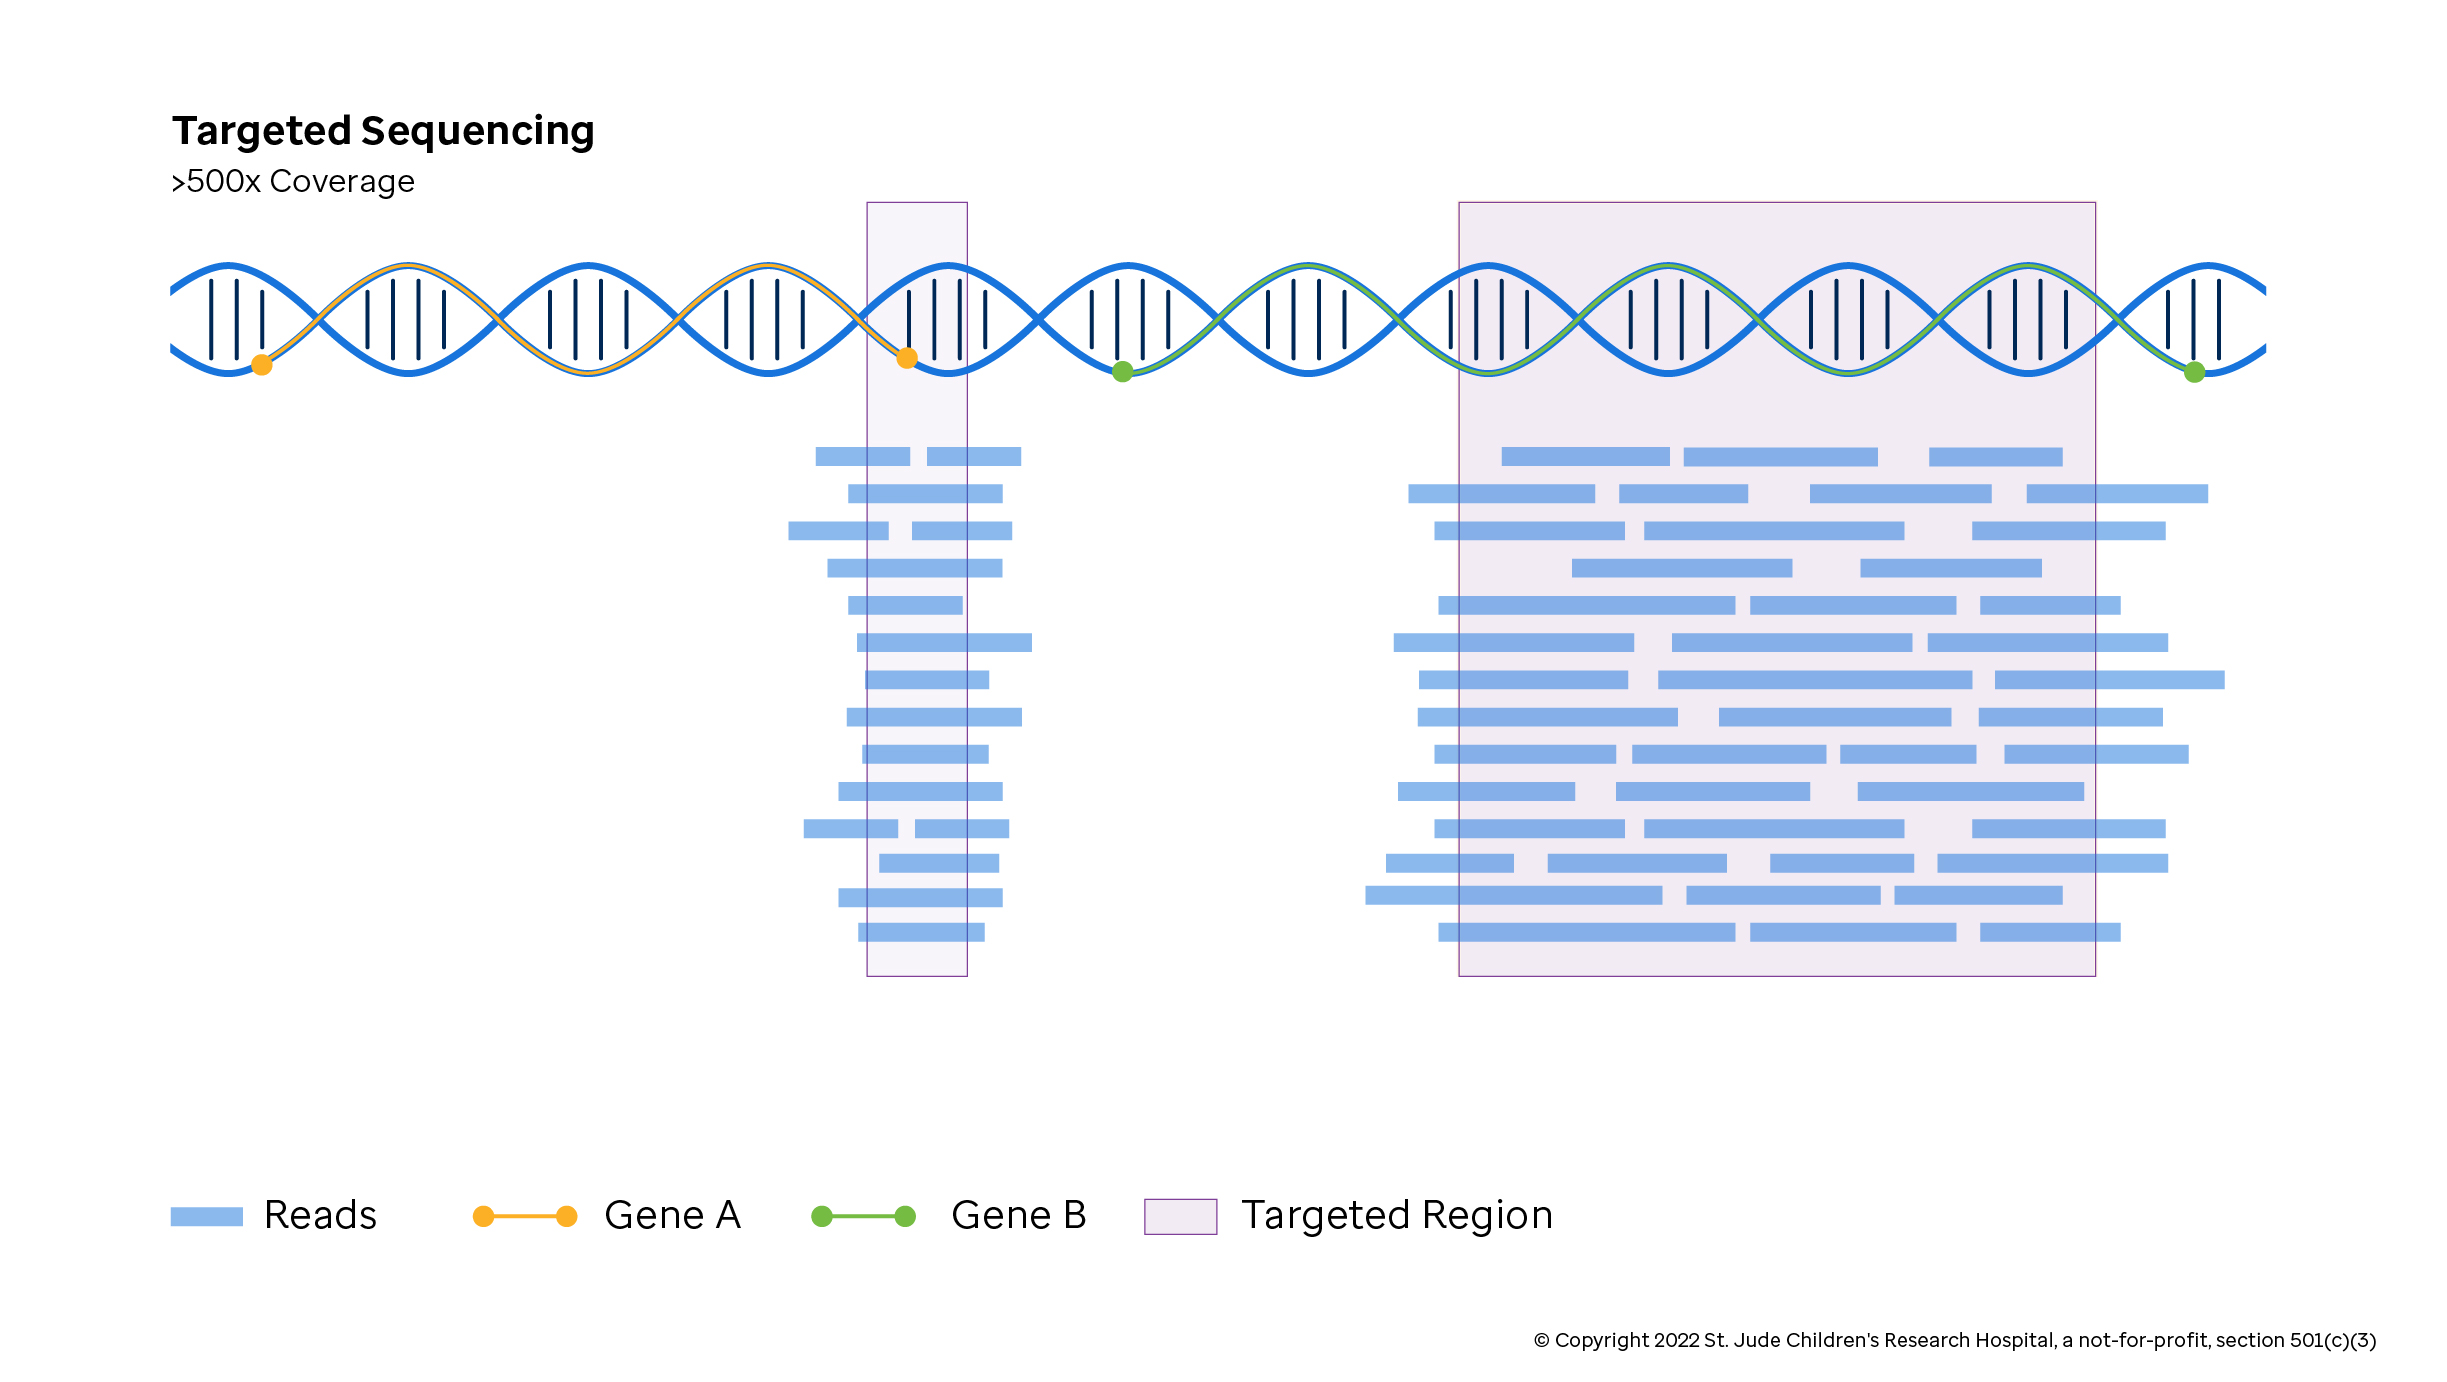 Targeted Sequencing
>500x Coverage
Reads
Gene A
Gene B
Targeted Region
© Copyright 2022 St. Jude Children's Research Hospital, a not-for-profit, section 501(c)(3)